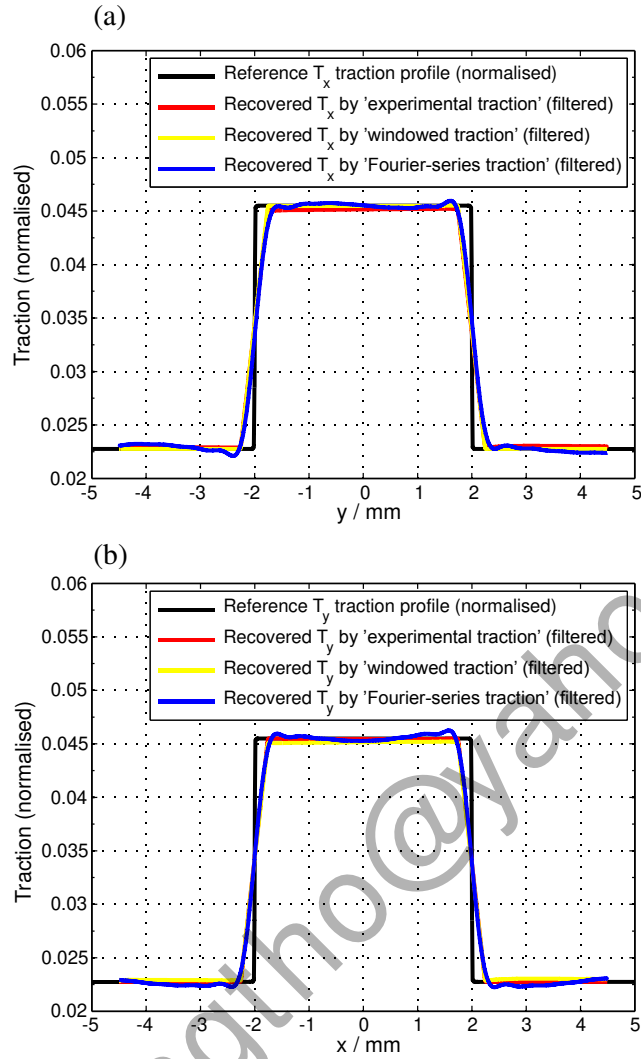 (a)
0.06
0.055
0.05
0.045
0.04
0.035
0.03
0.025
0.02
Traction (normalised)
Reference T_x traction profile (normalised)
Recovered T_x by 'experimental traction' (filtered)
Recovered T_x by 'windowed traction' (filtered)
Recovered T_x by 'Fourier-series traction' (filtered)
-5 -4 -3 -2 -1 0 1 2 3 4 5
y / mm
(b)
0.06
0.055
0.05
0.045
0.04
0.035
0.03
0.025
0.02
Traction (normalised)
Reference T_y traction profile (normalised)
Recovered T_y by 'experimental traction' (filtered)
Recovered T_y by 'windowed traction' (filtered)
Recovered T_y by 'Fourier-series traction' (filtered)
-5 -4 -3 -2 -1 0 1 2 3 4 5
x / mm
ngtho@yaho